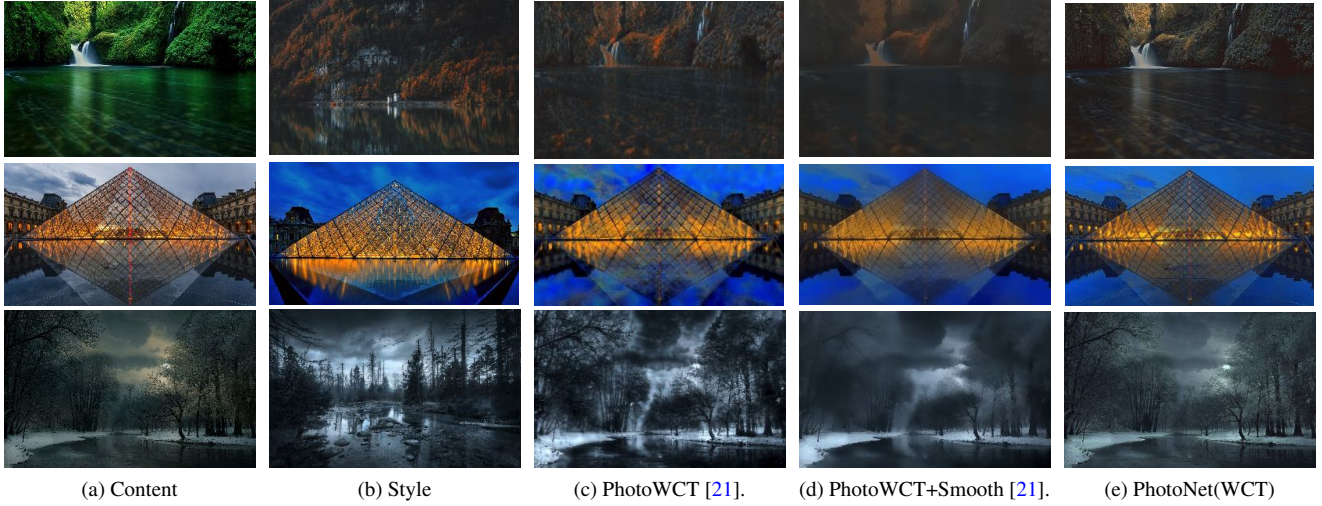 (a) Content
(b) Style
(c) PhotoWCT [21].
(d) PhotoWCT+Smooth [21].
(e) PhotoNet(WCT)